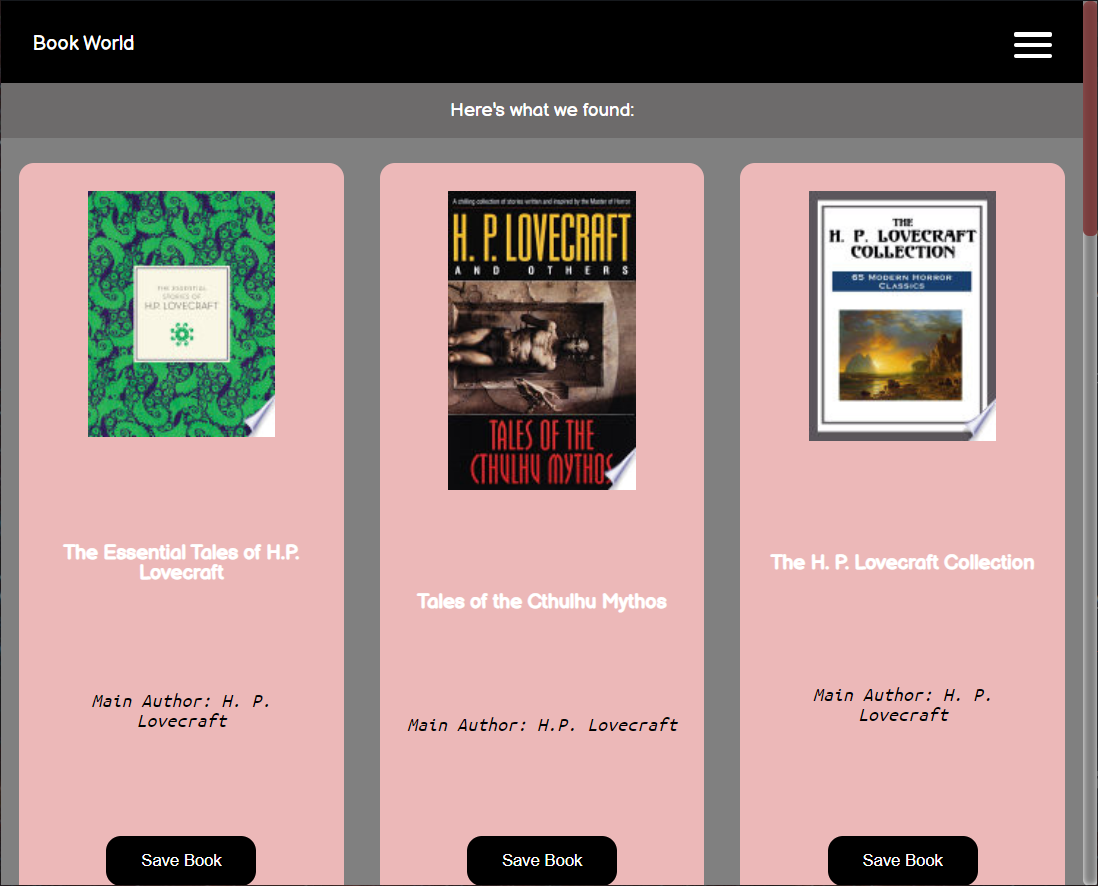 Book World
Here's what we found:
THE ESSENTIAL
STORIES OF
H.P. LOVECRAFT
The Essential Tales of H.P.
Lovecraft
Main Author: H. P.
Lovecraft
Save Book
A chilling collection of stories written and inspired by the Master of Horror
H. P. LOVECRAFT
AND OTHERS
TALES OF THE
CTHULHU MYTHOS
Tales of the Cthulhu Mythos
Main Author: H.P. Lovecraft
Save Book
THE
H. P. LOVECRAFT
COLLECTION
65 MODERN HORROR
CLASSICS
The H. P. Lovecraft Collection
Main Author: H. P.
Lovecraft
Save Book